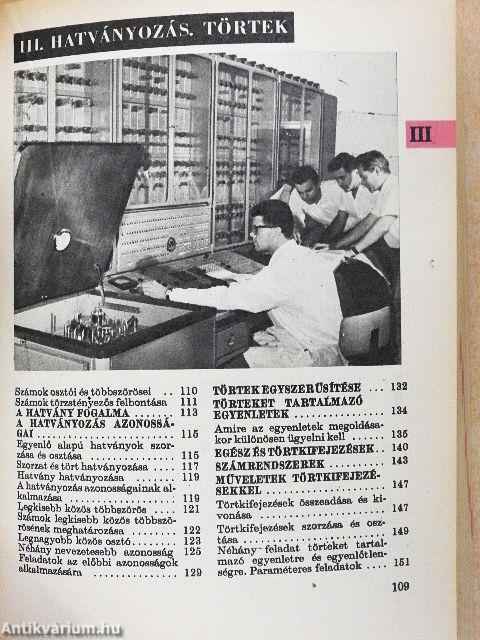 III. HATVÁNYOZÁS. TÖRTEK
III
Számok osztói és többszörösei .. 110
Számok törzstényezős felbontása 111
A HATVÁNY FOGALMA ... 113
A HATVÁNYOZÁS AZONOSSÁ-
GAI ........................ 115
Egyenlő alapú hatványok szor-
zása és osztása ............ 115
Szorzat és tört hatványozása .. 117
Hatvány hatványozása ........ 119
A hatványozás azonosságainak al-
kalmazása .................. 119
Legkisebb közös többszörös .... 121
Számok legkisebb közös többszö-
rösének meghatározása ...... 122
Legnagyobb közös osztó ...... 123
Néhány nevezetesebb azonosság 125
Feladatok az előbbi azonosságok
alkalmazására .............. 129
TÖRTEK EGYSZERŰSÍTÉSE ... 132
TÖRTEKET TARTALMAZÓ
EGYENLETEK .............. 134
Amire az egyenletek megoldása-
kor különösen ügyelni kell .... 135
EGÉSZ ÉS TÖRTKIFEJEZÉSEK .. 140
SZÁMRENDSZEREK .......... 143
MŰVELETEK TÖRTKIFEJEZÉ-
SEKKEL .................... 147
Törtkifejezések összeadása és ki-
vonása .................... 147
Törtkifejezések szorzása és osz-
tása ...................... 149
Néhány feladat törteket tartal-
mazó egyenletre és egyenlőtlen-
ségre. Paraméteres feladatok .. 151
109
Antikvárium.hu